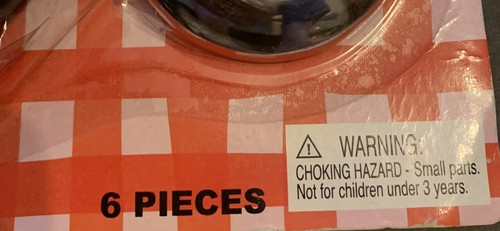 WARNING:
CHOKING HAZARD - Small parts.
Not for children under 3 years.
6 PIECES